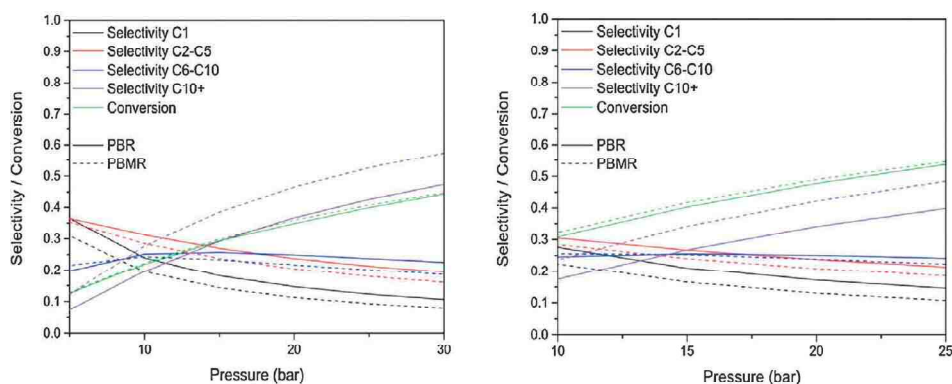 1.0
0.9
0.8
0.7
0.6
0.5
0.4
0.3
0.2
0.1
0.0
Selectivity / Conversion
Selectivity C1
Selectivity C2-C5
Selectivity C6-C10
Selectivity C10+
Conversion
PBR
PBMR
10
20
30
Pressure (bar)
1.0
0.9
0.8
0.7
0.6
0.5
0.4
0.3
0.2
0.1
0.0
Selectivity / Conversion
Selectivity C1
Selectivity C2-C5
Selectivity C6-C10
Selectivity C10+
Conversion
PBR
PBMR
10
15
20
25
Pressure (bar)